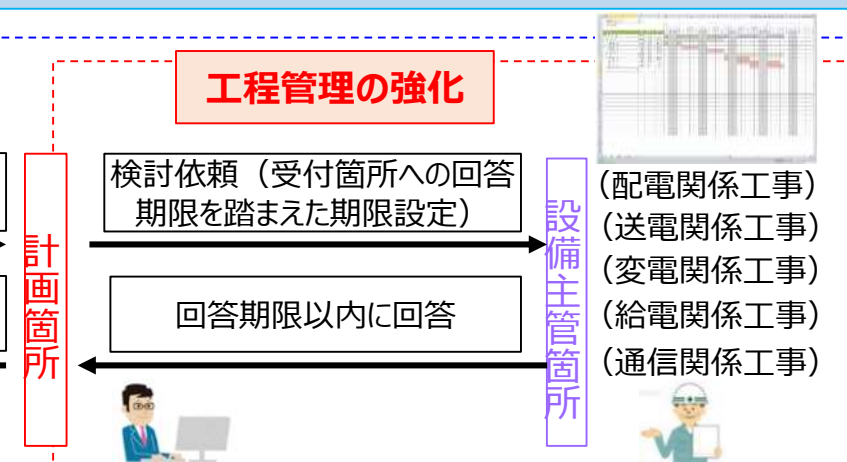 工程管理の強化
計画箇所
検討依頼（受付箇所への回答
期限を踏まえた期限設定）
回答期限以内に回答
設備主管箇所
（配電関係工事）
（送電関係工事）
（変電関係工事）
（給電関係工事）
（通信関係工事）